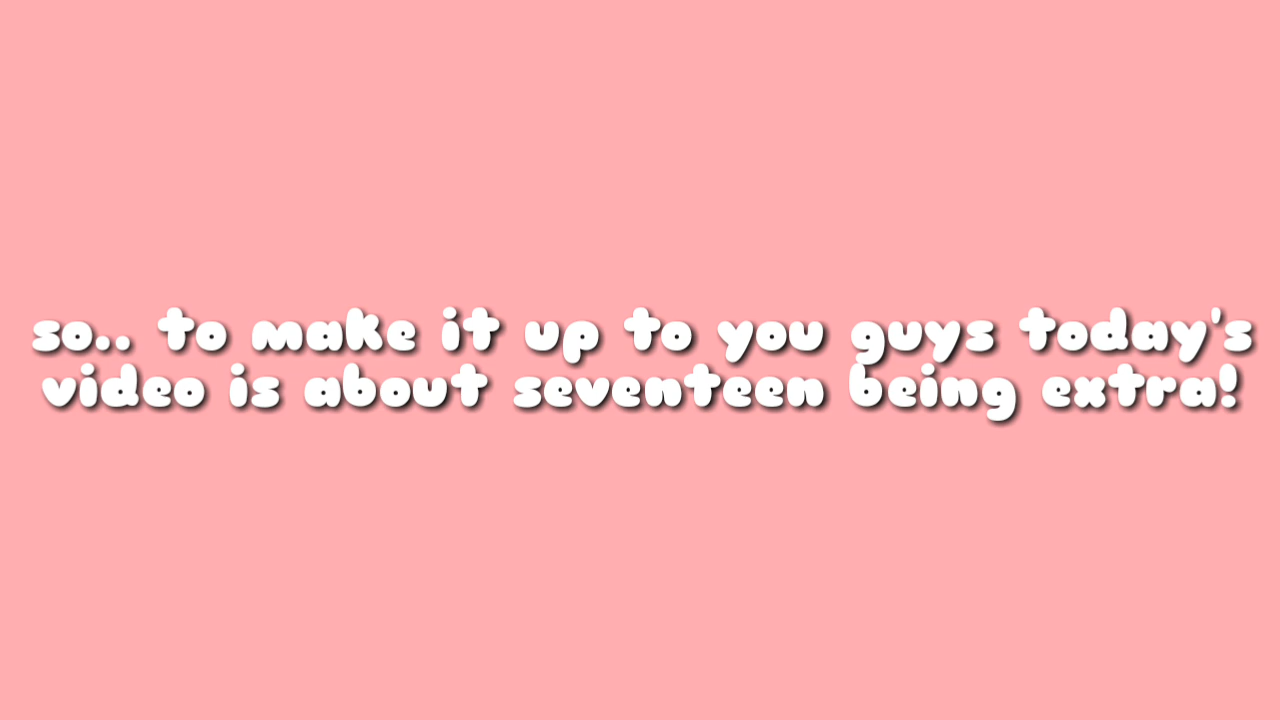 so.. to make it up to you guys today's
video is about seventeen being extra!